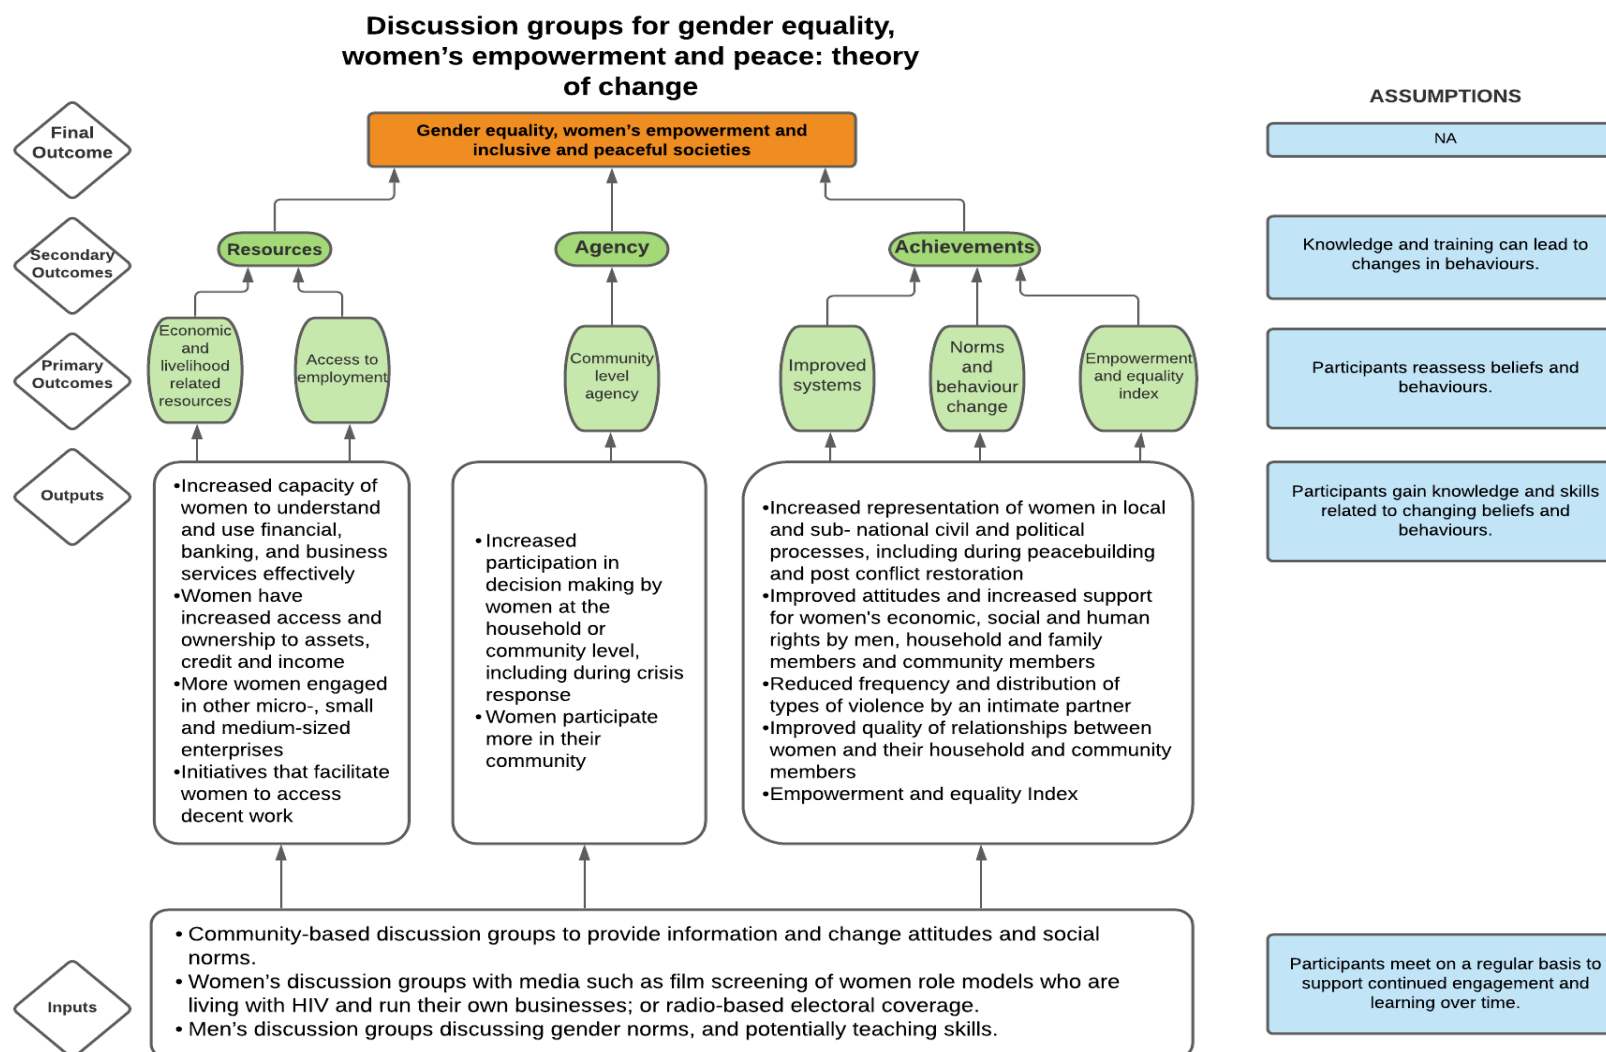 Discussion groups for gender equality,
women’s empowerment and peace: theory
of change
ASSUMPTIONS
Final
Outcome
Gender equality, women’s empowerment and
inclusive and peaceful societies
NA
Secondary
Outcomes
Resources
Agency
Achievements
Knowledge and training can lead to
changes in behaviours.
Primary
Outcomes
Economic
and
livelihood
related
resources
Access to
employment
Community
level
agency
Improved
systems
Norms
and
behaviour
change
Empowerment
and equality
index
Participants reassess beliefs and
behaviours.
Outputs
•Increased capacity of
women to understand
and use financial,
banking, and business
services effectively
•Women have
increased access and
ownership to assets,
credit and income
•More women engaged
in other micro-, small
and medium-sized
enterprises
•Initiatives that facilitate
women to access
decent work
• Increased
participation in
decision making by
women at the
household or
community level,
including during crisis
response
• Women participate
more in their
community
•Increased representation of women in local
and sub- national civil and political
processes, including during peacebuilding
and post conflict restoration
•Improved attitudes and increased support
for women's economic, social and human
rights by men, household and family
members and community members
•Reduced frequency and distribution of
types of violence by an intimate partner
•Improved quality of relationships between
women and their household and community
members
•Empowerment and equality Index
Participants gain knowledge and skills
related to changing beliefs and
behaviours.
Inputs
• Community-based discussion groups to provide information and change attitudes and social
norms.
• Women’s discussion groups with media such as film screening of women role models who are
living with HIV and run their own businesses; or radio-based electoral coverage.
• Men’s discussion groups discussing gender norms, and potentially teaching skills.
Participants meet on a regular basis to
support continued engagement and
learning over time.